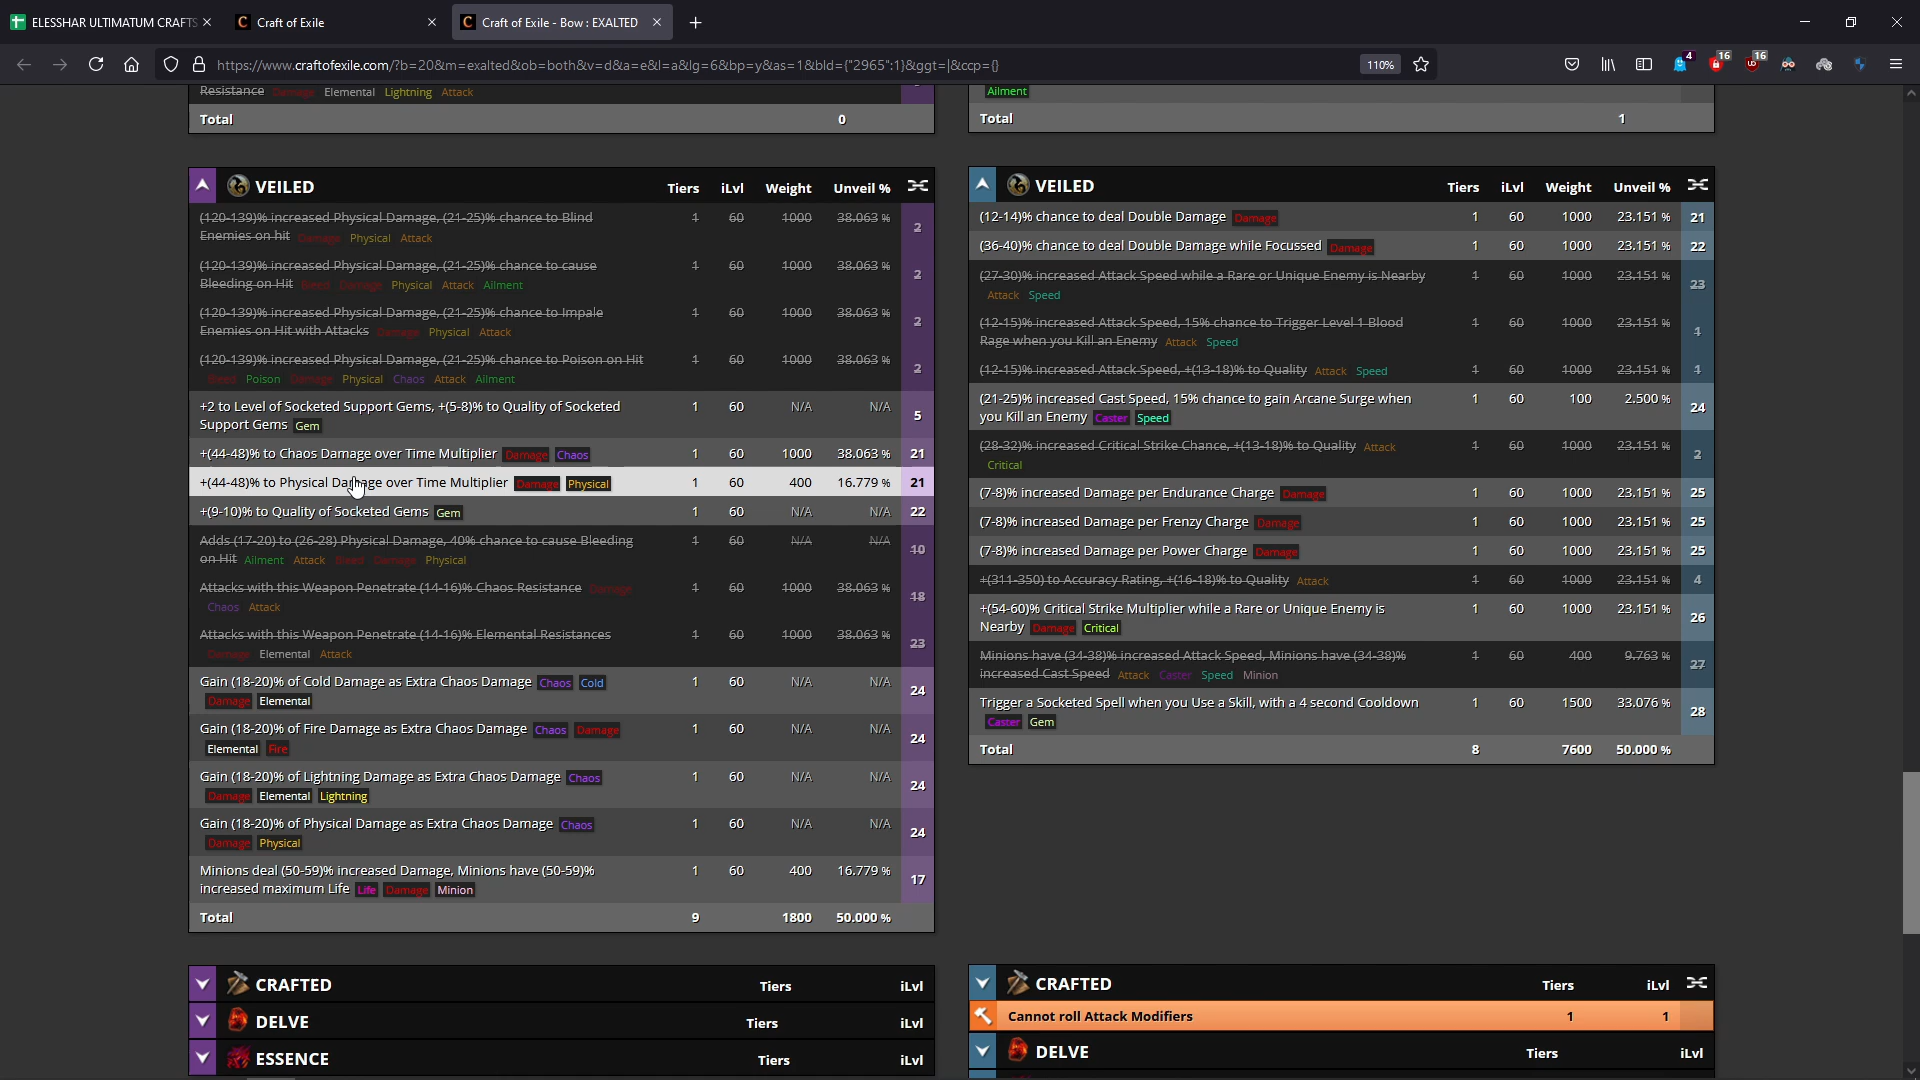 ELESSHAR ULTIMATUM CRAFTS
Craft of Exile
Craft of Exile - Bow : EXALTED
https://www.craftofexile.com/?b=20&m=exalted&ob=both&v=d&a=e&l=a&lg=6&bp=y&as=1&bld={"2965":1}&ggt=|&ccp={}
110%
4
16
16
Resistance Damage Elemental Lightning Attack
Total 0
VEILED Tiers iLvl Weight Unveil %
(120-139)% increased Physical Damage, (21-25)% chance to Blind 1 60 1000 38.063 % 2
Enemies on hit Damage Physical Attack
(120-139)% increased Physical Damage, (21-25)% chance to cause 1 60 1000 38.063 % 2
Bleeding on Hit Bleed Damage Physical Attack Ailment
(120-139)% increased Physical Damage, (21-25)% chance to Impale 1 60 1000 38.063 % 2
Enemies on Hit with Attacks Damage Physical Attack
(120-139)% increased Physical Damage, (21-25)% chance to Poison on Hit 1 60 1000 38.063 % 2
Bleed Poison Damage Physical Chaos Attack Ailment
+2 to Level of Socketed Support Gems, +(5-8)% to Quality of Socketed 1 60 N/A N/A 5
Support Gems Gem
+(44-48)% to Chaos Damage over Time Multiplier Damage Chaos 1 60 1000 38.063 % 21
+(44-48)% to Physical Damage over Time Multiplier Damage Physical 1 60 400 16.779 % 21
+(9-10)% to Quality of Socketed Gems Gem 1 60 N/A N/A 22
Adds (17-20) to (26-28) Physical Damage, 40% chance to cause Bleeding 1 60 N/A N/A 10
on Hit Ailment Attack Bleed Damage Physical
Attacks with this Weapon Penetrate (14-16)% Chaos Resistance Damage 1 60 1000 38.063 % 18
Chaos Attack
Attacks with this Weapon Penetrate (14-16)% Elemental Resistances 1 60 1000 38.063 % 23
Damage Elemental Attack
Gain (18-20)% of Cold Damage as Extra Chaos Damage Chaos Cold 1 60 N/A N/A 24
Damage Elemental
Gain (18-20)% of Fire Damage as Extra Chaos Damage Chaos Damage 1 60 N/A N/A 24
Elemental Fire
Gain (18-20)% of Lightning Damage as Extra Chaos Damage Chaos 1 60 N/A N/A 24
Damage Elemental Lightning
Gain (18-20)% of Physical Damage as Extra Chaos Damage Chaos 1 60 N/A N/A 24
Damage Physical
Minions deal (50-59)% increased Damage, Minions have (50-59)% 1 60 400 16.779 % 17
increased maximum Life Life Damage Minion
Total 9 1800 50.000 %
CRAFTED Tiers iLvl
DELVE Tiers iLvl
ESSENCE Tiers iLvl
Ailment
Total 1
VEILED Tiers iLvl Weight Unveil %
(12-14)% chance to deal Double Damage Damage 1 60 1000 23.151 % 21
(36-40)% chance to deal Double Damage while Focussed Damage 1 60 1000 23.151 % 22
(27-30)% increased Attack Speed while a Rare or Unique Enemy is Nearby 1 60 1000 23.151 % 23
Attack Speed
(12-15)% increased Attack Speed, 15% chance to Trigger Level 1 Blood 1 60 1000 23.151 % 1
Rage when you Kill an Enemy Attack Speed
(12-15)% increased Attack Speed, +(13-18)% to Quality Attack Speed 1 60 1000 23.151 % 1
(21-25)% increased Cast Speed, 15% chance to gain Arcane Surge when 1 60 100 2.500 % 24
you Kill an Enemy Caster Speed
(28-32)% increased Critical Strike Chance, +(13-18)% to Quality Attack 1 60 1000 23.151 % 2
Critical
(7-8)% increased Damage per Endurance Charge Damage 1 60 1000 23.151 % 25
(7-8)% increased Damage per Frenzy Charge Damage 1 60 1000 23.151 % 25
(7-8)% increased Damage per Power Charge Damage 1 60 1000 23.151 % 25
+(311-350) to Accuracy Rating, +(16-18)% to Quality Attack 1 60 1000 23.151 % 4
+(54-60)% Critical Strike Multiplier while a Rare or Unique Enemy is 1 60 1000 23.151 % 26
Nearby Damage Critical
Minions have (34-38)% increased Attack Speed, Minions have (34-38)% 1 60 400 9.763 % 27
increased Cast Speed Attack Caster Speed Minion
Trigger a Socketed Spell when you Use a Skill, with a 4 second Cooldown 1 60 1500 33.076 % 28
Caster Gem
Total 8 7600 50.000 %
CRAFTED Tiers iLvl
Cannot roll Attack Modifiers 1 1
DELVE Tiers iLvl